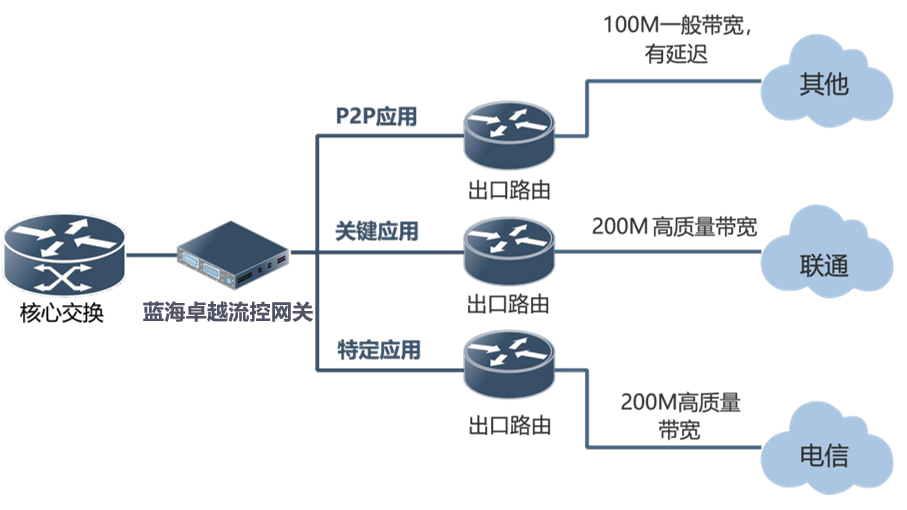 100M一般带宽，
有延迟
其他
P2P应用
出口路由
关键应用
200M 高质量带宽
联通
核心交换
蓝海卓越流控网关
出口路由
特定应用
200M高质量
带宽
出口路由
电信